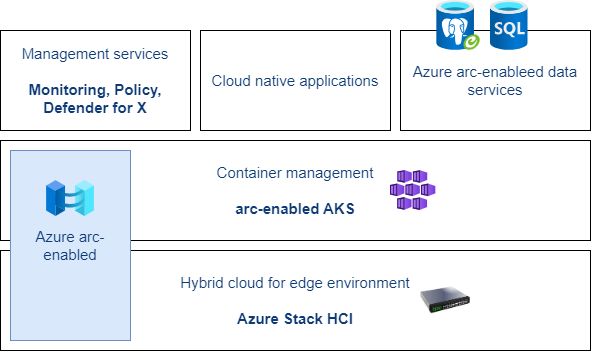 Management services
Monitoring, Policy,
Defender for X
Cloud native applications
SQL
Azure arc-enableed data
services
Container management
arc-enabled AKS
Azure arc-
enabled
Hybrid cloud for edge environment
Azure Stack HCI